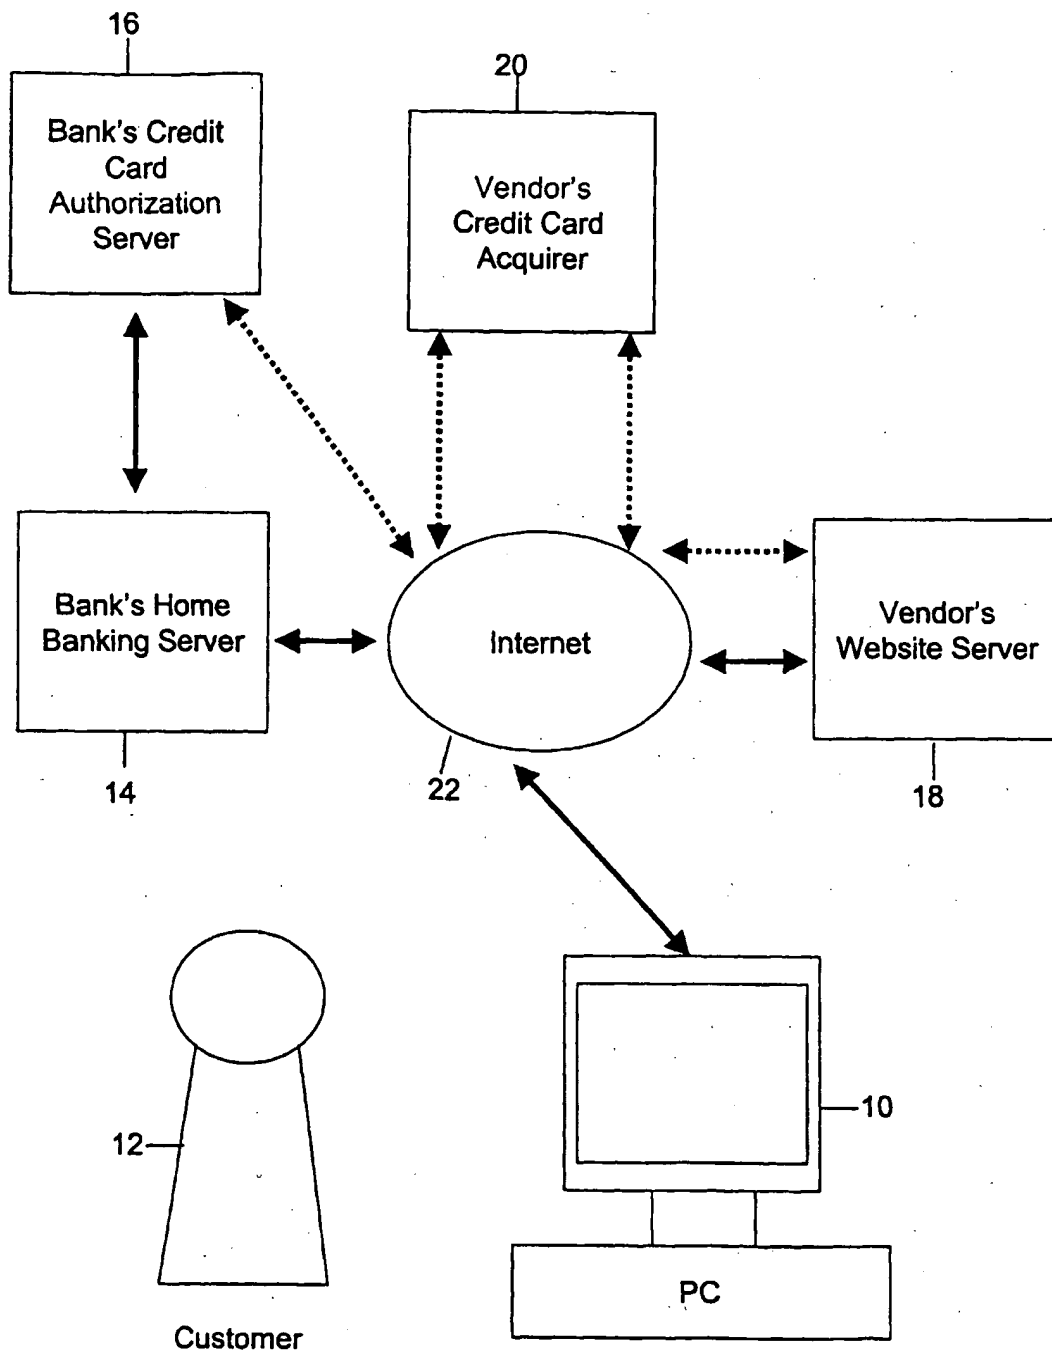 16
20
Bank's Credit
Card
Authorization
Server
Vendor's
Credit Card
Acquirer
Bank's Home
Banking Server
Internet
Vendor's
Website Server
14
22
18
12
10
PC
Customer